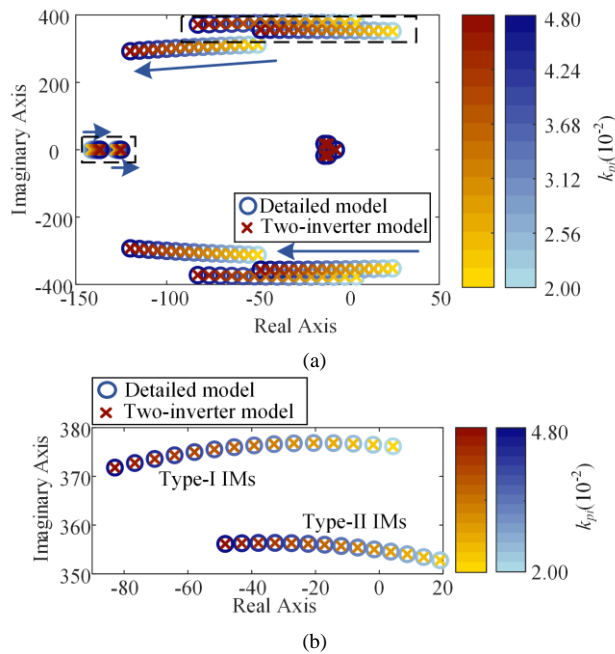 400
200
0
-200
-400
Imaginary Axis
-150
-100
-50
0
50
Real Axis
Detailed model
Two-inverter model
4.80
4.24
3.68
3.12
2.56
2.00
k_pi(10^-2)
(a)
Detailed model
Two-inverter model
380
370
360
350
Imaginary Axis
Type-I IMs
Type-II IMs
-80
-60
-40
-20
0
20
Real Axis
4.80
2.00
k_pi(10^-2)
(b)